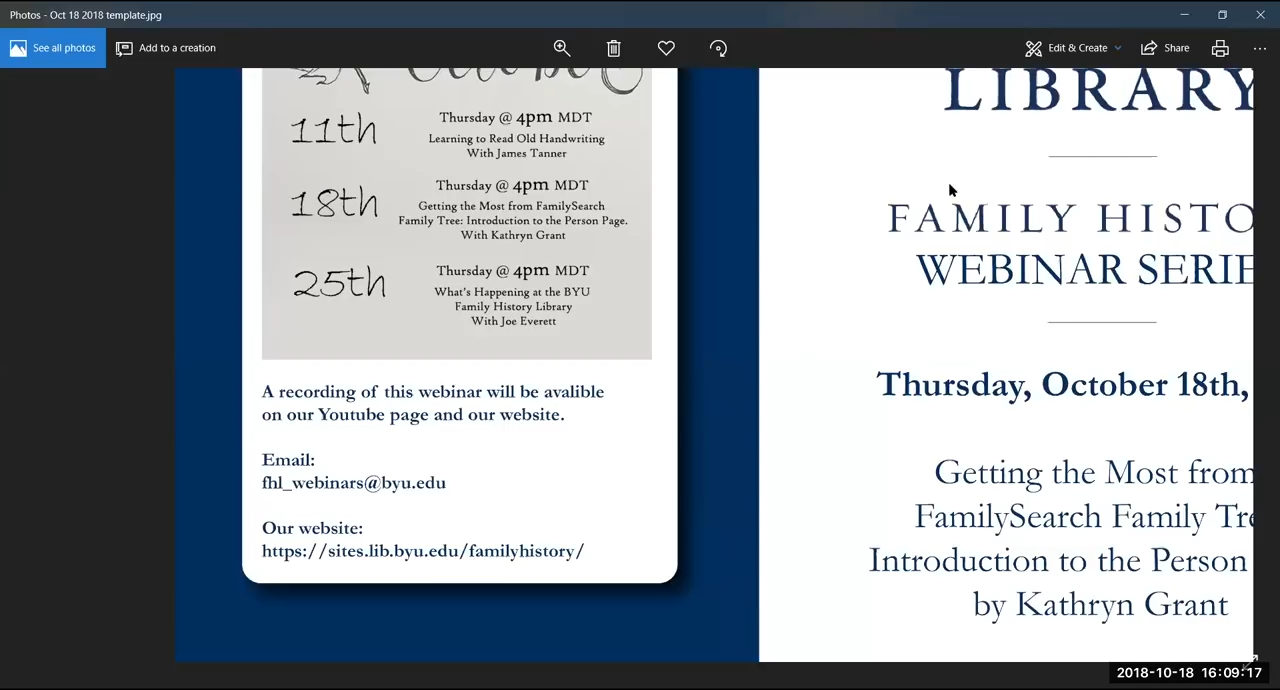 Photos - Oct 18 2018 template.jpg
See all photos
Add to a creation
Edit & Create
Share
October
11th
Thursday @ 4pm MDT
Learning to Read Old Handwriting
With James Tanner
18th
Thursday @ 4pm MDT
Getting the Most from FamilySearch
Family Tree: Introduction to the Person Page.
With Kathryn Grant
25th
Thursday @ 4pm MDT
What's Happening at the BYU
Family History Library
With Joe Everett
A recording of this webinar will be avalible
on our Youtube page and our website.
Email:
fhl_webinars@byu.edu
Our website:
https://sites.lib.byu.edu/familyhistory/
LIBRARY
FAMILY HISTO
WEBINAR SERIE
Thursday, October 18th,
Getting the Most from
FamilySearch Family Tre
Introduction to the Person
by Kathryn Grant
2018-10-18 16:09:17